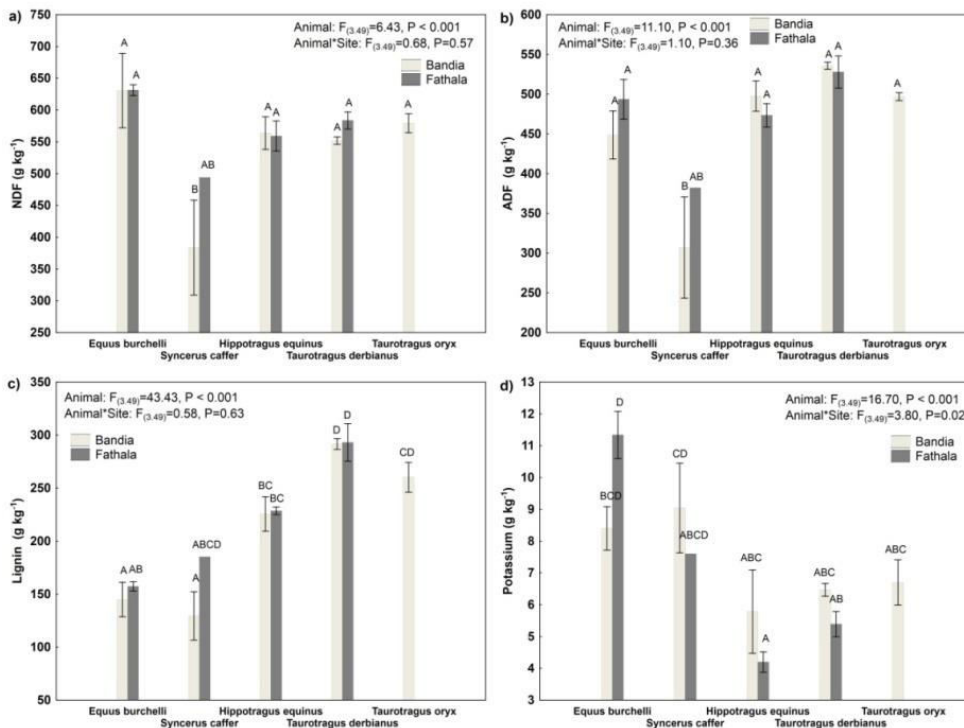 a)
Animal: F(3.49)=6.43, P < 0.001
Animal*Site: F(3.49)=0.68, P=0.57
Bandia
Fathala
NDF (g kg-1)
700
650
600
550
500
450
400
350
300
250
A
A
B
AB
A
A
A
A
A
Equus burchelli
Syncerus caffer
Hippotragus equinus
Taurotragus derbianus
Taurotragus oryx
b)
Animal: F(3.49)=11.10, P < 0.001
Animal*Site: F(3.49)=1.10, P=0.36
Bandia
Fathala
ADF (g kg-1)
600
550
500
450
400
350
300
250
200
A
A
B
AB
A
A
A
A
A
Equus burchelli
Syncerus caffer
Hippotragus equinus
Taurotragus derbianus
Taurotragus oryx
c)
Animal: F(3.49)=43.43, P < 0.001
Animal*Site: F(3.49)=0.58, P=0.63
Bandia
Fathala
Lignin (g kg-1)
350
300
250
200
150
100
50
A
AB
A
ABCD
BC
BC
D
D
CD
Equus burchelli
Syncerus caffer
Hippotragus equinus
Taurotragus derbianus
Taurotragus oryx
d)
Animal: F(3.49)=16.70, P < 0.001
Animal*Site: F(3.49)=3.80, P=0.02
Bandia
Fathala
Potassium (g kg-1)
13
12
11
10
9
8
7
6
5
4
3
BCD
D
CD
ABCD
ABC
A
ABC
AB
ABC
Equus burchelli
Syncerus caffer
Hippotragus equinus
Taurotragus derbianus
Taurotragus oryx